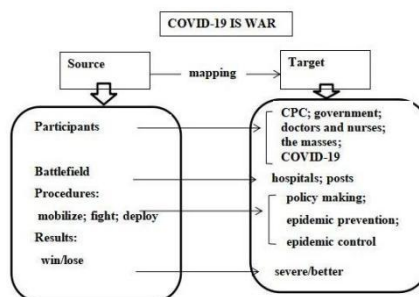 COVID-19 IS WAR
Source
mapping
Target
Participants
Battlefield
Procedures:
mobilize; fight; deploy
Results:
win/lose
CPC; government;
doctors and nurses;
the masses;
COVID-19
hospitals; posts
policy making;
epidemic prevention;
epidemic control
severe/better